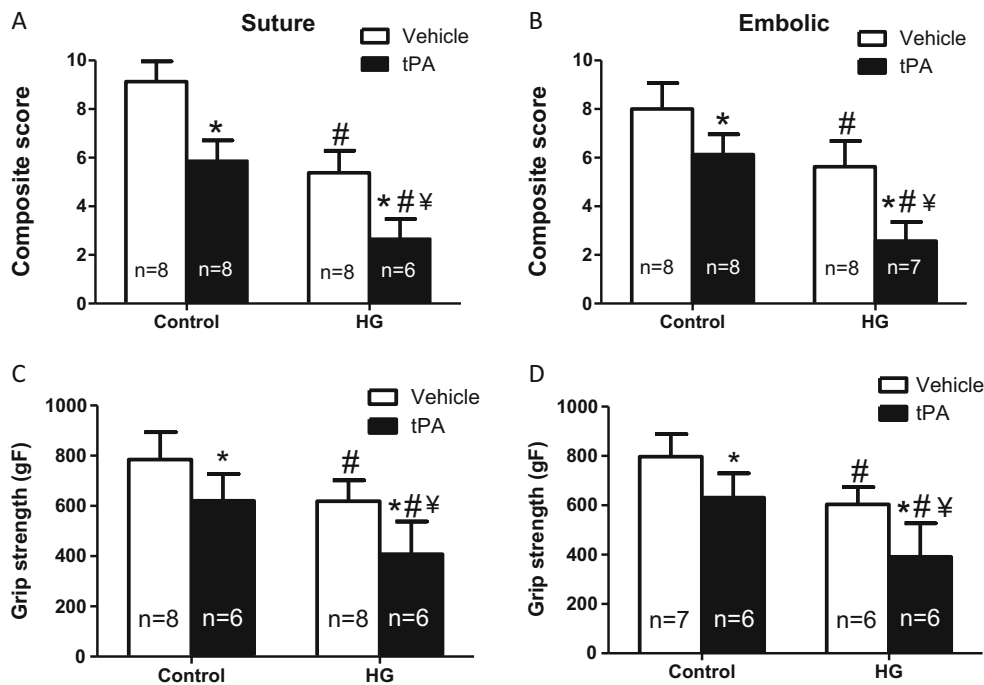 A
Suture
Vehicle
tPA
Composite score
10
8
6
4
2
0
*
#
*#¥
n=8
n=8
n=8
n=6
Control
HG
B
Embolic
Vehicle
tPA
Composite score
10
8
6
4
2
0
*
#
*#¥
n=8
n=8
n=8
n=7
Control
HG
C
Vehicle
tPA
Grip strength (gF)
1000
800
600
400
200
0
*
#
*#¥
n=8
n=6
n=8
n=6
Control
HG
D
Vehicle
tPA
Grip strength (gF)
1000
800
600
400
200
0
*
#
*#¥
n=7
n=6
n=6
n=6
Control
HG